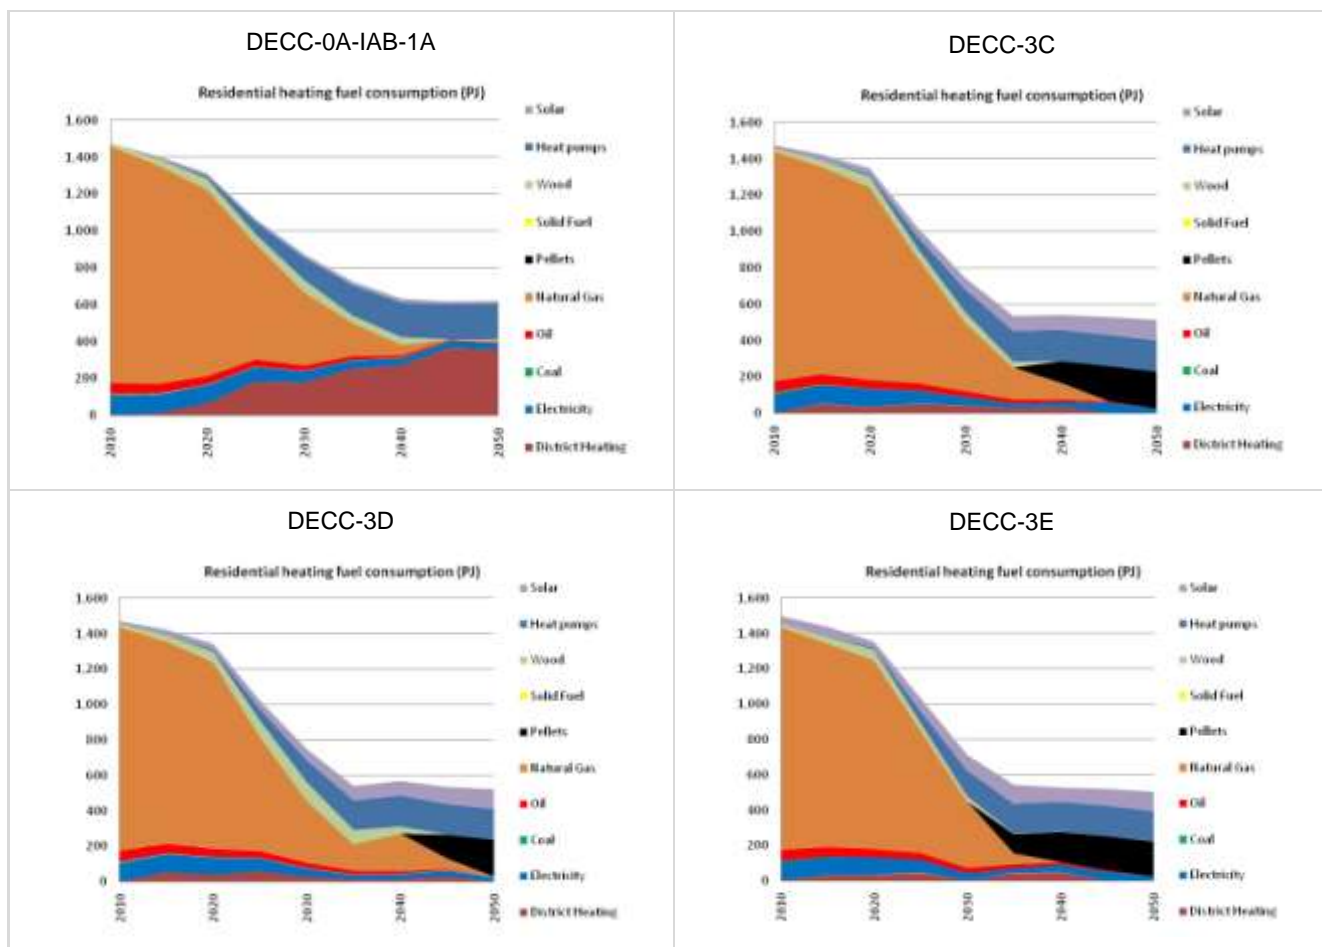 DECC-0A-IAB-1A
Residential heating fuel consumption (PJ)
1,600
1,400
1,200
1,000
800
600
400
200
0
2010
2020
2030
2040
2050
Solar
Heat pumps
Wood
Solid Fuel
Pellets
Natural Gas
Oil
Coal
Electricity
District Heating
DECC-3C
Residential heating fuel consumption (PJ)
1,600
1,400
1,200
1,000
800
600
400
200
0
2010
2020
2030
2040
2050
Solar
Heat pumps
Wood
Solid Fuel
Pellets
Natural Gas
Oil
Coal
Electricity
District Heating
DECC-3D
Residential heating fuel consumption (PJ)
1,600
1,400
1,200
1,000
800
600
400
200
0
2010
2020
2030
2040
2050
Solar
Heat pumps
Wood
Solid Fuel
Pellets
Natural Gas
Oil
Coal
Electricity
District Heating
DECC-3E
Residential heating fuel consumption (PJ)
1,600
1,400
1,200
1,000
800
600
400
200
0
2010
2020
2030
2040
2050
Solar
Heat pumps
Wood
Solid Fuel
Pellets
Natural Gas
Oil
Coal
Electricity
District Heating